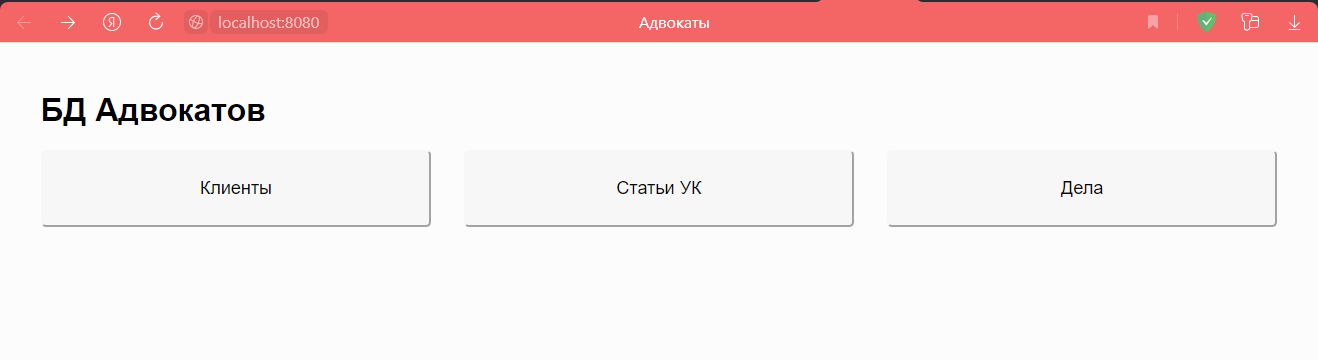 Я localhost:8080 Адвокаты
БД Адвокатов
Клиенты Статьи УК Дела